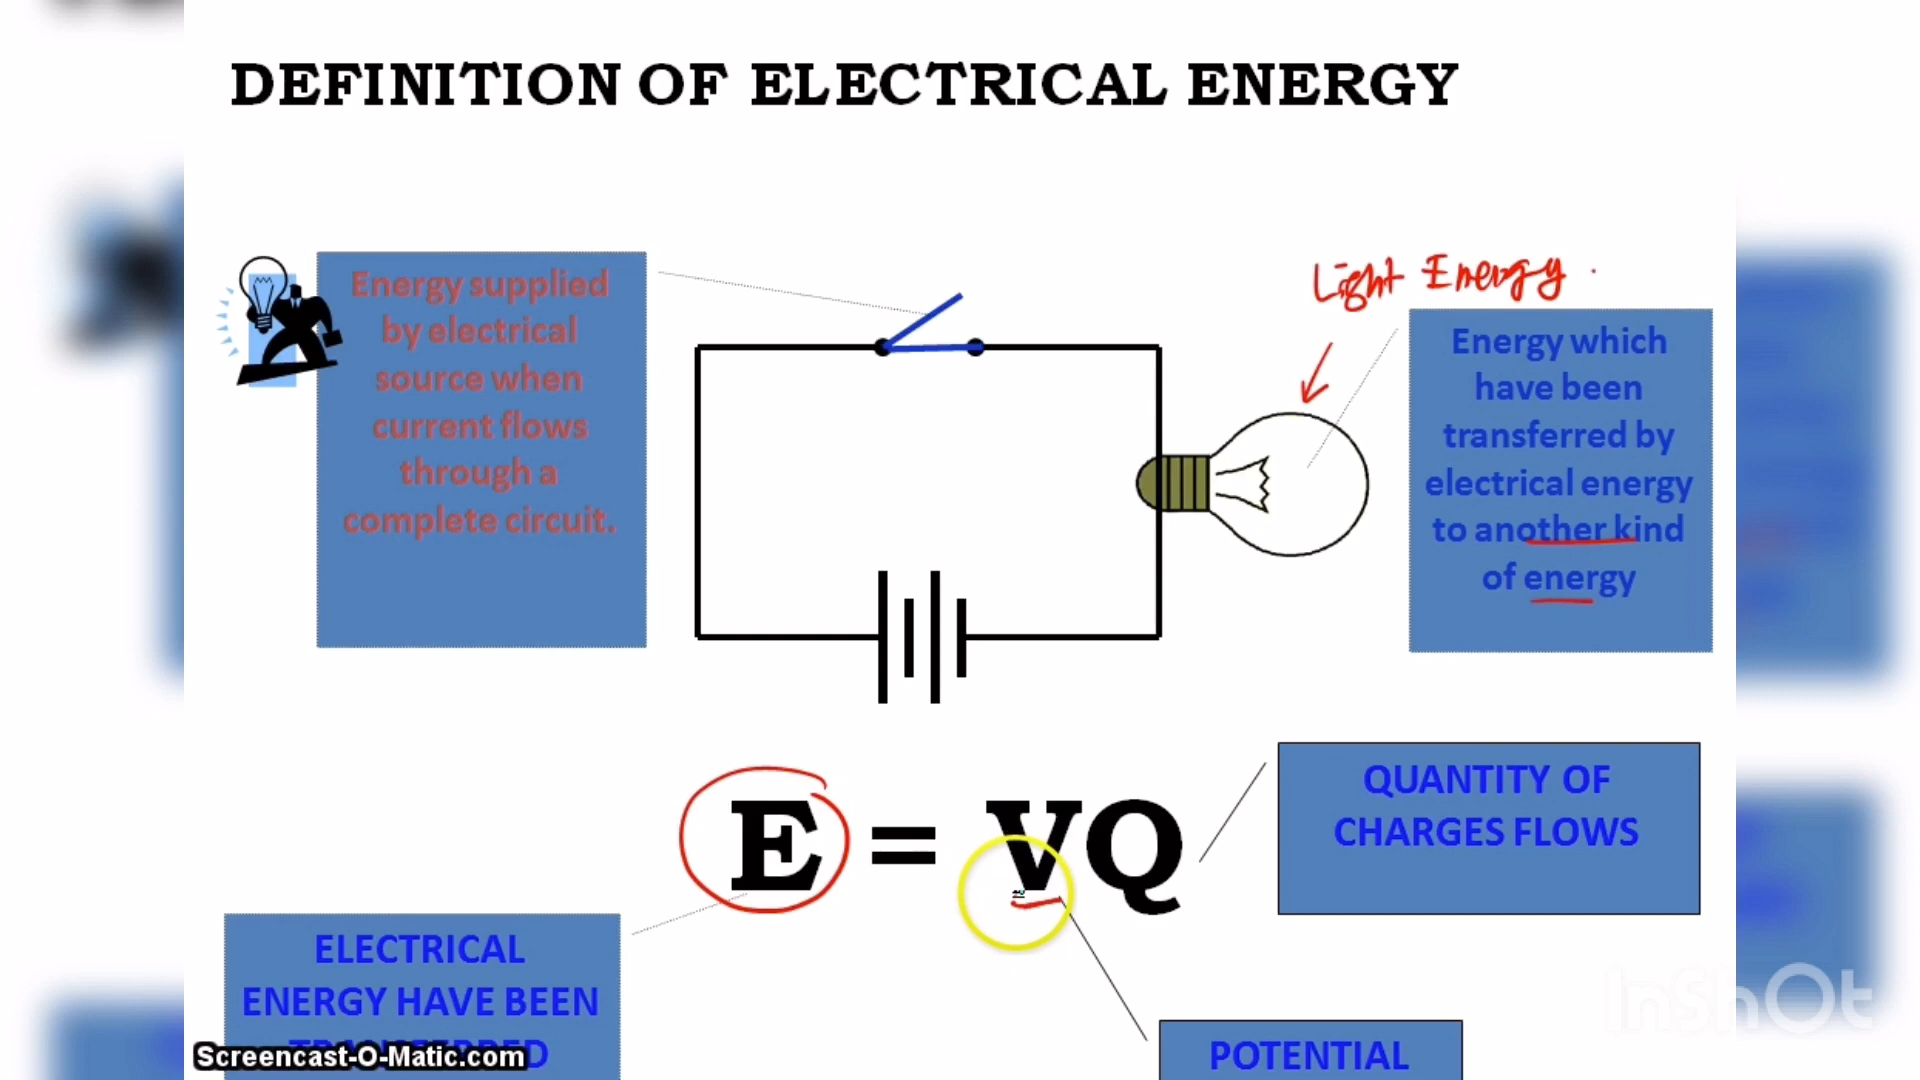 DEFINITION OF ELECTRICAL ENERGY
Energy supplied
by electrical
source when
current flows
through a
complete circuit.
Light Energy
Energy which
have been
transferred by
electrical energy
to another kind
of energy
E = VQ
QUANTITY OF
CHARGES FLOWS
ELECTRICAL
ENERGY HAVE BEEN
TRANSFERRED
POTENTIAL
Screencast-O-Matic.com
InShOt